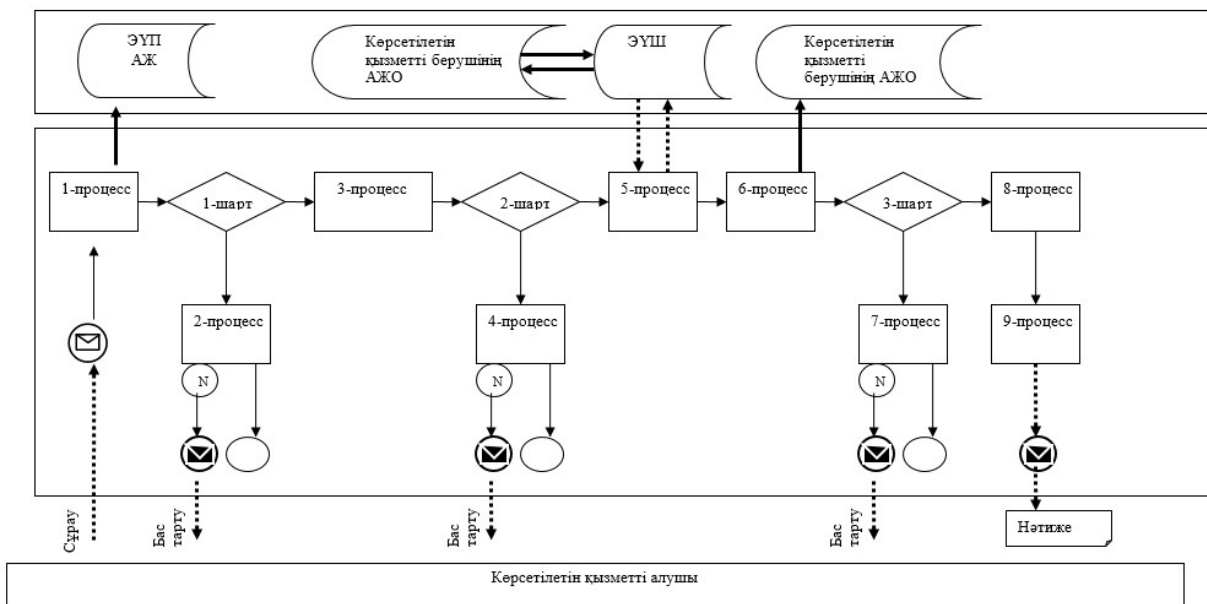 ЭҮП
АЖ
Көрсетілетін
қызметті берушінің
АЖО
ЭҮШ
Көрсетілетін
қызметті
берушінің АЖО
1-процесс
1-шарт
3-процесс
2-шарт
5-процесс
6-процесс
3-шарт
8-процесс
2-процесс
4-процесс
7-процесс
9-процесс
N
N
N
Сұрау
Бас
тарту
Бас
тарту
Бас
тарту
Нәтиже
Көрсетілетін қызметті алушы